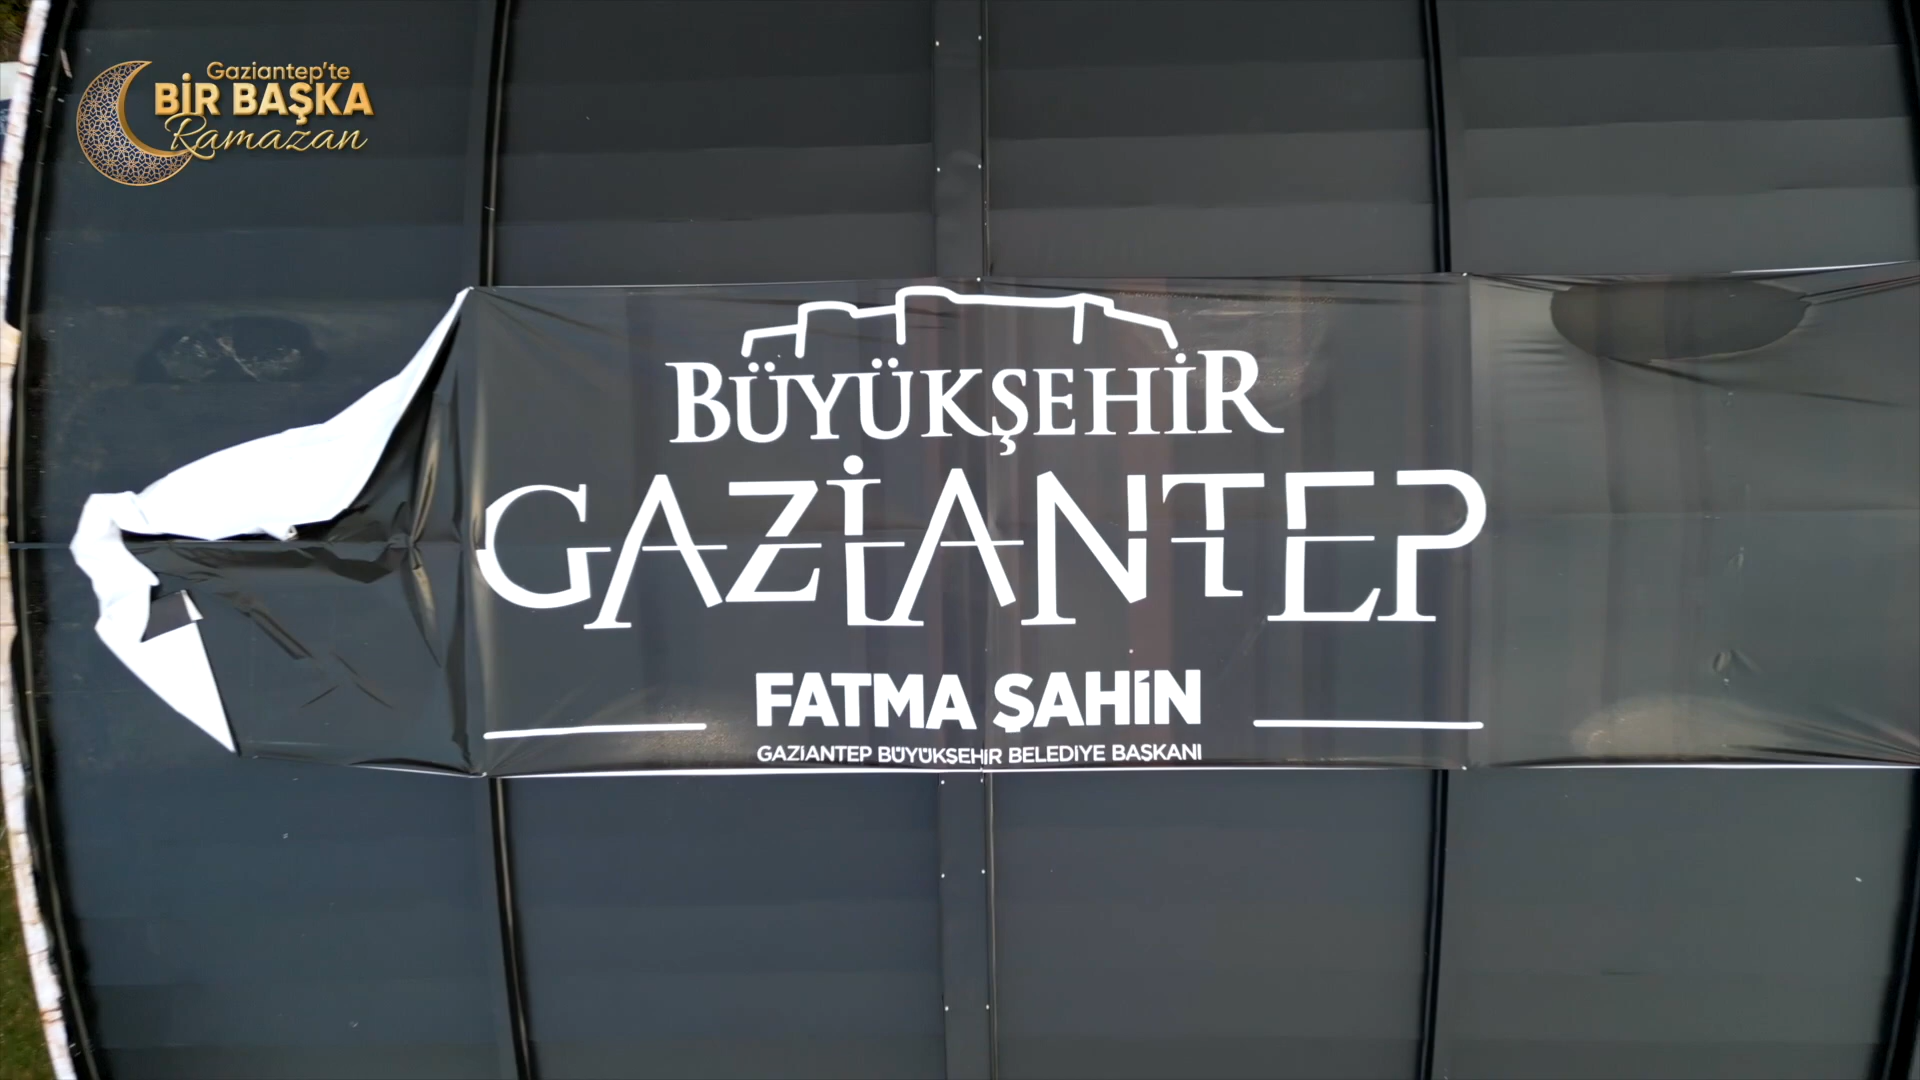 Gaziantep'te
BİR BAŞKA
Ramazan
BÜYÜKŞEHİR
GAZİANTEP
FATMA ŞAHİN
GAZİANTEP BÜYÜKŞEHİR BELEDİYE BAŞKANI